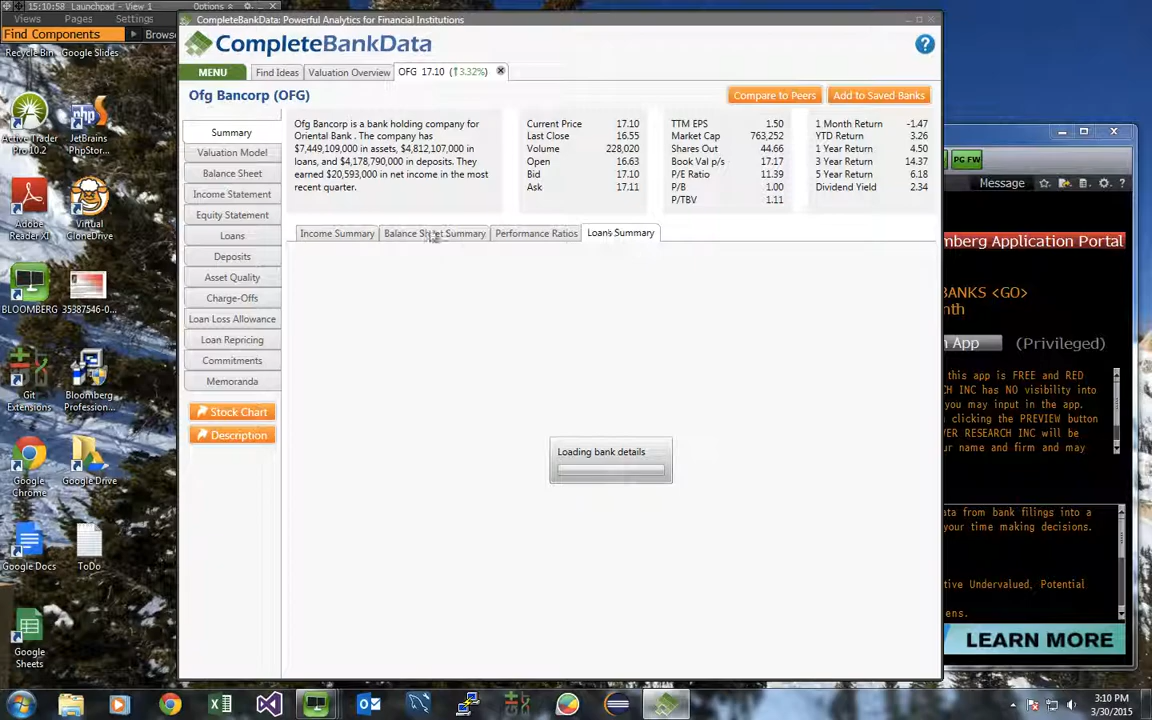 15:10:58 Launchpad - View 1
Options
Views Pages Settings
Find Components
Brows
Recycle Bin Google Slides
Active Trader Pro 10.2
JetBrains PhpStor...
Adobe Reader XI
Virtual CloneDrive
BLOOMBERG
35387546-0...
Git Extensions
Bloomberg Profession...
Google Chrome
Google Drive
Google Docs
ToDo
Google Sheets
CompleteBankData: Powerful Analytics for Financial Institutions
CompleteBankData
?
MENU
Find Ideas
Valuation Overview
OFG 17.10 (↑3.32%)
Ofg Bancorp (OFG)
Compare to Peers
Add to Saved Banks
Summary
Valuation Model
Balance Sheet
Income Statement
Equity Statement
Loans
Deposits
Asset Quality
Charge-Offs
Loan Loss Allowance
Loan Repricing
Commitments
Memoranda
Stock Chart
Description
Ofg Bancorp is a bank holding company for
Oriental Bank . The company has
$7,449,109,000 in assets, $4,812,107,000 in
loans, and $4,178,790,000 in deposits. They
earned $20,593,000 in net income in the most
recent quarter.
Current Price 17.10
Last Close 16.55
Volume 228,020
Open 16.63
Bid 17.10
Ask 17.11
TTM EPS 1.50
Market Cap 763,252
Shares Out 44.66
Book Val p/s 17.17
P/E Ratio 11.39
P/B 1.00
P/TBV 1.11
1 Month Return -1.47
YTD Return 3.26
1 Year Return 4.50
3 Year Return 14.37
5 Year Return 6.18
Dividend Yield 2.34
Income Summary
Balance Sheet Summary
Performance Ratios
Loans Summary
Loading bank details
PG FW
Message
?
mberg Application Portal
BANKS <GO>
nth
App (Privileged)
this app is FREE and RED
RCH INC has NO visibility into
you may input in the app.
clicking the PREVIEW button
VER RESEARCH INC will be
ur name and firm and may
ata from bank filings into a
your time making decisions.
tive Undervalued, Potential
ens.
LEARN MORE
3:10 PM
3/30/2015